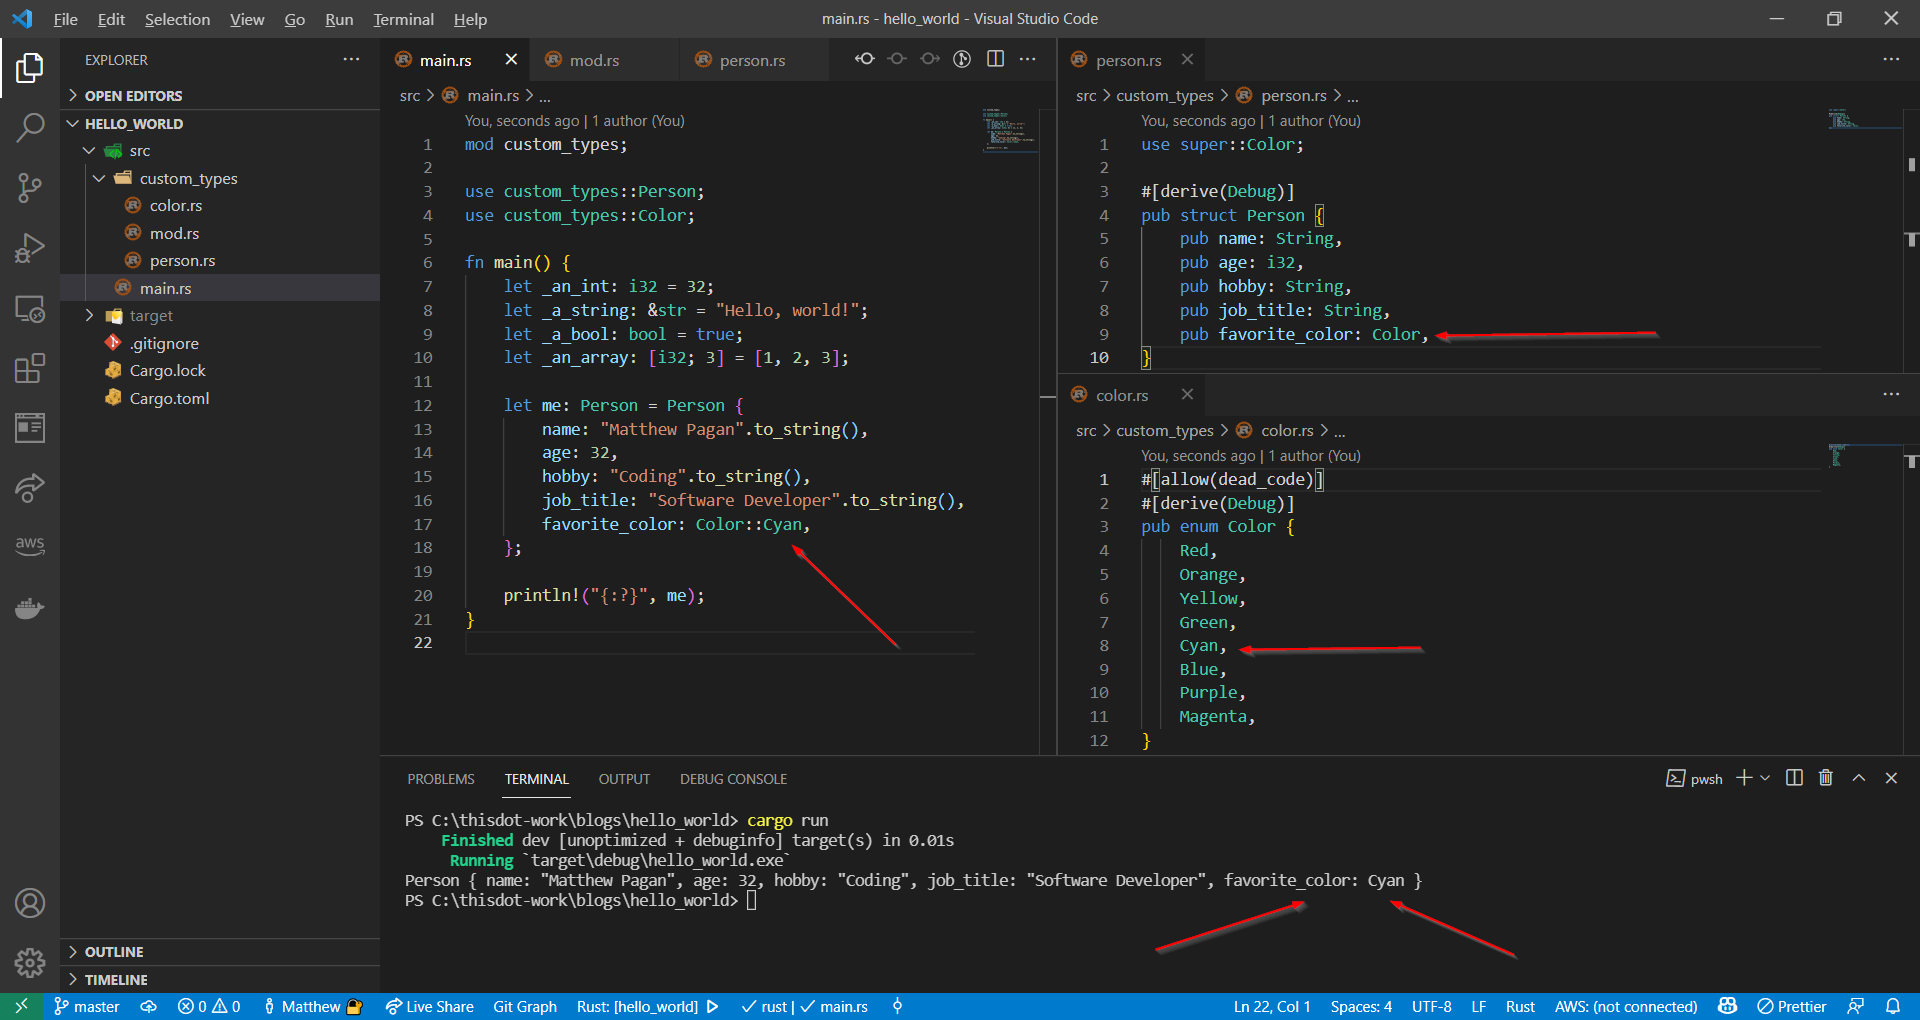 File Edit Selection View Go Run Terminal Help
main.rs - hello_world - Visual Studio Code
EXPLORER
OPEN EDITORS
HELLO_WORLD
src
custom_types
color.rs
mod.rs
person.rs
main.rs
target
.gitignore
Cargo.lock
Cargo.toml
OUTLINE
TIMELINE
aws
main.rs mod.rs person.rs
src > main.rs > ...
You, seconds ago | 1 author (You)
1 mod custom_types;
2
3 use custom_types::Person;
4 use custom_types::Color;
5
6 fn main() {
7 let _an_int: i32 = 32;
8 let _a_string: &str = "Hello, world!";
9 let _a_bool: bool = true;
10 let _an_array: [i32; 3] = [1, 2, 3];
11
12 let me: Person = Person {
13 name: "Matthew Pagan".to_string(),
14 age: 32,
15 hobby: "Coding".to_string(),
16 job_title: "Software Developer".to_string(),
17 favorite_color: Color::Cyan,
18 };
19
20 println!("{:?}", me);
21 }
22
person.rs
src > custom_types > person.rs > ...
You, seconds ago | 1 author (You)
1 use super::Color;
2
3 #[derive(Debug)]
4 pub struct Person {
5 pub name: String,
6 pub age: i32,
7 pub hobby: String,
8 pub job_title: String,
9 pub favorite_color: Color,
10 }
color.rs
src > custom_types > color.rs > ...
You, seconds ago | 1 author (You)
1 #[allow(dead_code)]
2 #[derive(Debug)]
3 pub enum Color {
4 Red,
5 Orange,
6 Yellow,
7 Green,
8 Cyan,
9 Blue,
10 Purple,
11 Magenta,
12 }
PROBLEMS TERMINAL OUTPUT DEBUG CONSOLE
pwsh
PS C:\thisdot-work\blogs\hello_world> cargo run
Finished dev [unoptimized + debuginfo] target(s) in 0.01s
Running `target\debug\hello_world.exe`
Person { name: "Matthew Pagan", age: 32, hobby: "Coding", job_title: "Software Developer", favorite_color: Cyan }
PS C:\thisdot-work\blogs\hello_world>
master 0 0 Matthew Live Share Git Graph Rust: [hello_world] rust | main.rs Ln 22, Col 1 Spaces: 4 UTF-8 LF Rust AWS: (not connected) Prettier